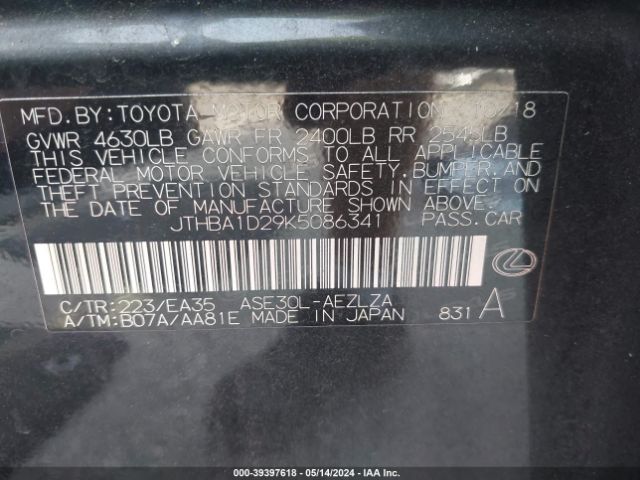 MFD.BY:TOYOTA MOTOR CORPORATION
GVWR 4630LB GAWR FR 2400LB RR 2545LB
THIS VEHICLE CONFORMS TO ALL APPLICABLE
FEDERAL MOTOR VEHICLE SAFETY,BUMPER,AND
THEFT PREVENTION STANDARDS IN EFFECT ON
THE DATE OF MANUFACTURE SHOWN ABOVE.
JTHBA1D29K5086341 PASS.CAR
C/TR:223/EA35 ASE30L-AEZLZA
A/TM:B07A/AA81E MADE IN JAPAN 831 A
000-39397618 - 05/14/2024 - IAA Inc.